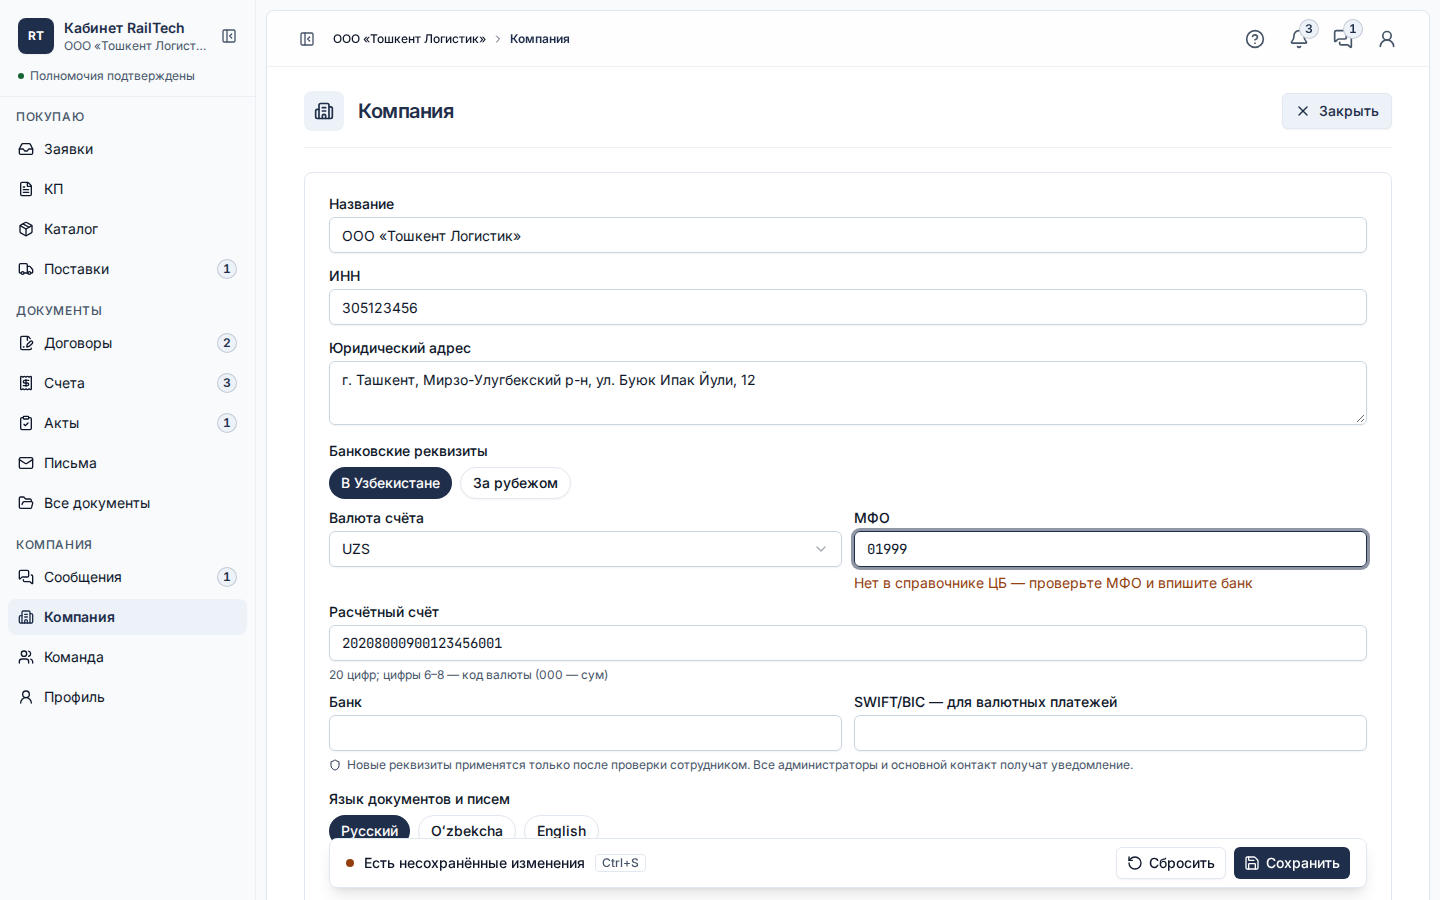 RT
Кабинет RailTech
ООО «Тошкент Логист...
Полномочия подтверждены
ПОКУПАЮ
Заявки
КП
Каталог
Поставки 1
ДОКУМЕНТЫ
Договоры 2
Счета 3
Акты 1
Письма
Все документы
КОМПАНИЯ
Сообщения 1
Компания
Команда
Профиль
ООО «Тошкент Логистик» > Компания
3 1
Компания
Закрыть
Название
ООО «Тошкент Логистик»
ИНН
305123456
Юридический адрес
г. Ташкент, Мирзо-Улугбекский р-н, ул. Буюк Ипак Йули, 12
Банковские реквизиты
В Узбекистане За рубежом
Валюта счёта МФО
UZS 01999
Нет в справочнике ЦБ — проверьте МФО и впишите банк
Расчётный счёт
20208000900123456001
20 цифр; цифры 6–8 — код валюты (000 — сум)
Банк SWIFT/BIC — для валютных платежей
Новые реквизиты применятся только после проверки сотрудником. Все администраторы и основной контакт получат уведомление.
Язык документов и писем
Русский Oʻzbekcha English
Есть несохранённые изменения Ctrl+S Сбросить Сохранить